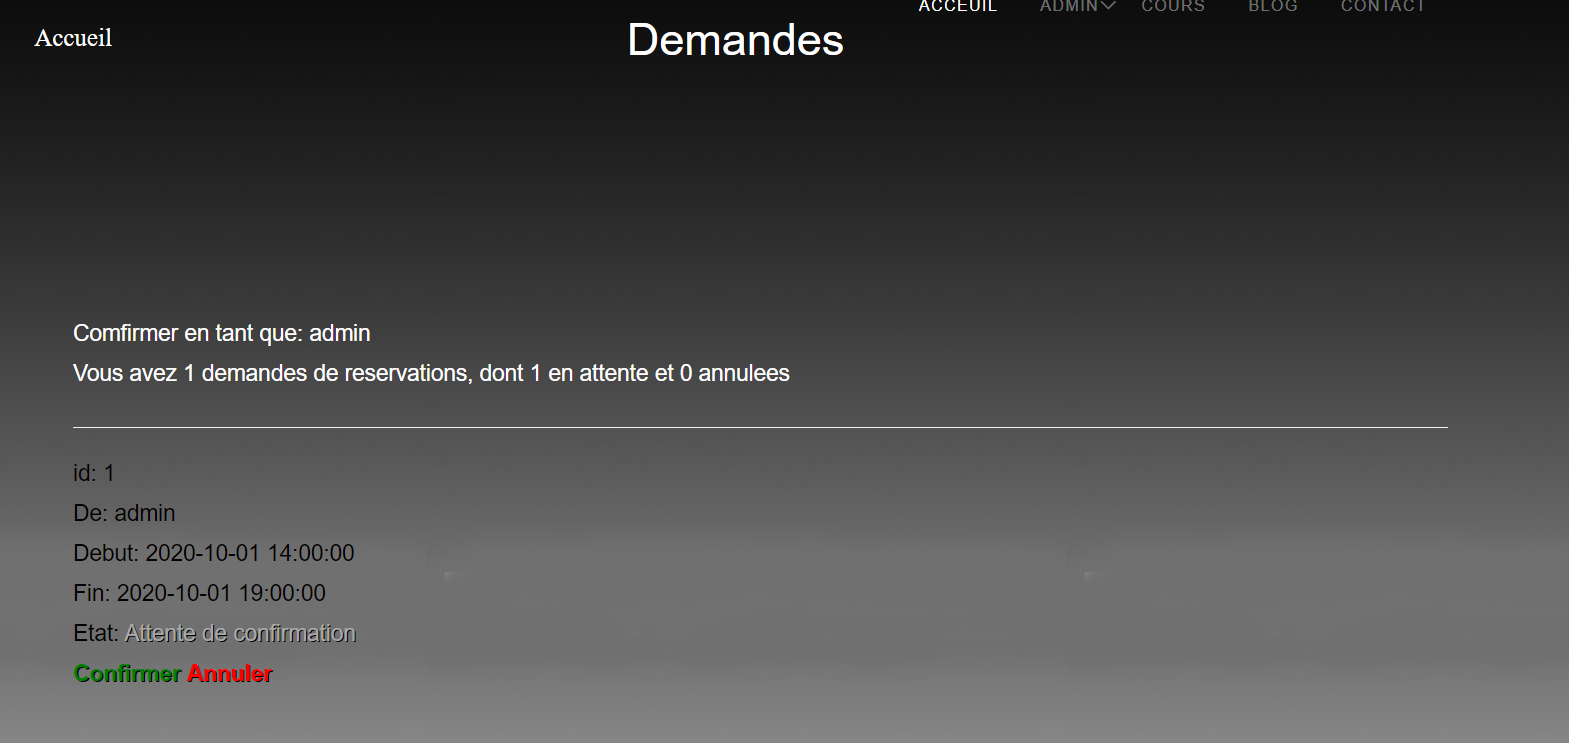 ACCEUIL ADMIN COURS BLOG CONTACT
Accueil
Demandes
Comfirmer en tant que: admin
Vous avez 1 demandes de reservations, dont 1 en attente et 0 annulees
id: 1
De: admin
Debut: 2020-10-01 14:00:00
Fin: 2020-10-01 19:00:00
Etat: Attente de confirmation
Confirmer Annuler